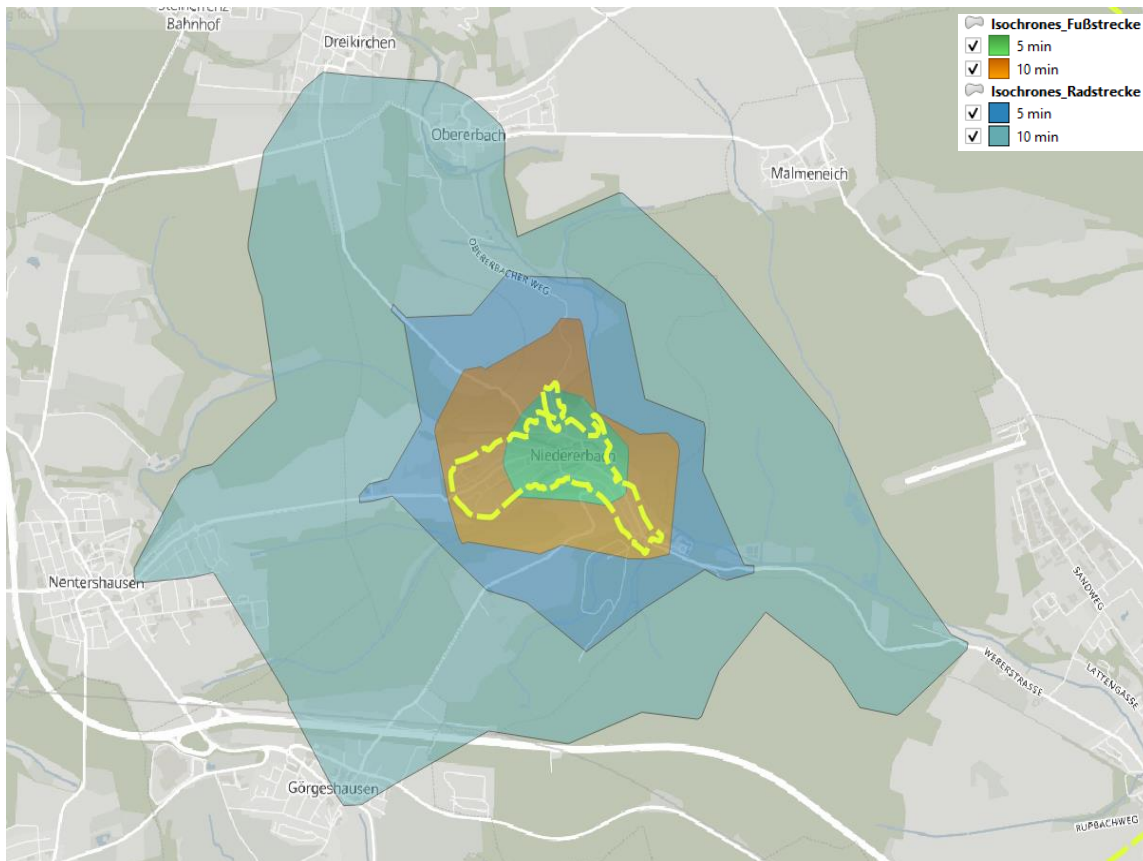 Bahnhof
Dreikirchen
Obererbach
Malmeneich
OBERERBACHER WEG
Niedererbach
Nentershausen
Görgeshausen
SANDWEG
LATTENGASSE
WEBERSTRASSE
RUPBACHWEG
Isochrones_Fußstrecke
5 min
10 min
Isochrones_Radstrecke
5 min
10 min